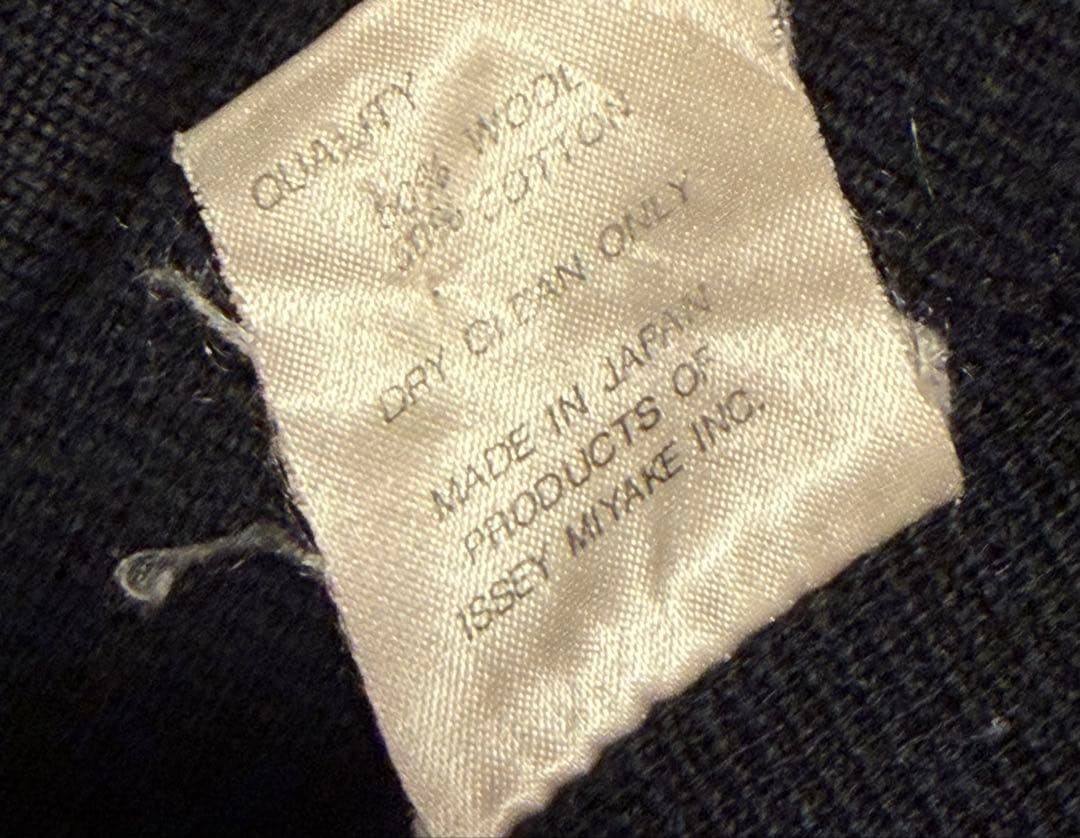 QUALITY
WOOL
COTTON
DRY CLEAN ONLY
MADE IN JAPAN
PRODUCTS OF
ISSEY MIYAKE INC.